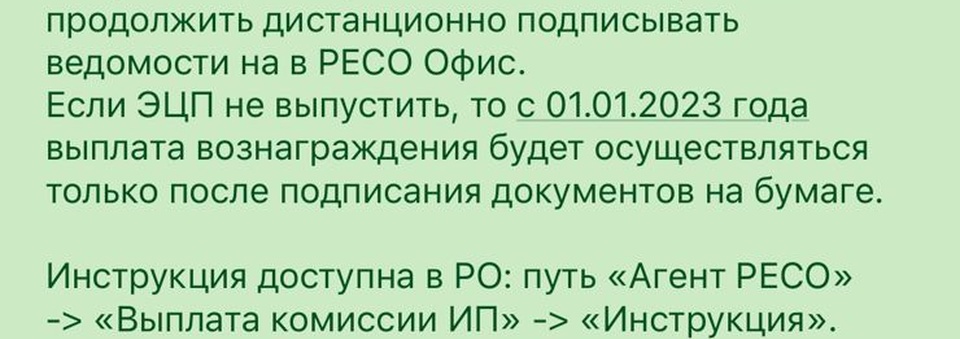 продолжить дистанционно подписывать
ведомости на в РЕСО Офис.
Если ЭЦП не выпустить, то с 01.01.2023 года
выплата вознаграждения будет осуществляться
только после подписания документов на бумаге.
Инструкция доступна в РО: путь «Агент РЕСО»
-> «Выплата комиссии ИП» -> «Инструкция».